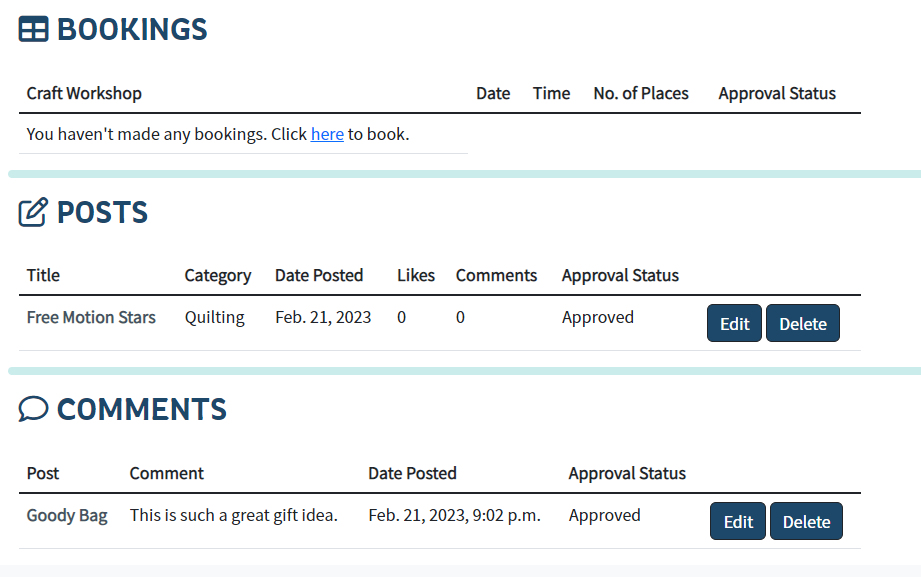 BOOKINGS
Craft Workshop Date Time No. of Places Approval Status
You haven't made any bookings. Click here to book.
POSTS
Title Category Date Posted Likes Comments Approval Status
Free Motion Stars Quilting Feb. 21, 2023 0 0 Approved Edit Delete
COMMENTS
Post Comment Date Posted Approval Status
Goody Bag This is such a great gift idea. Feb. 21, 2023, 9:02 p.m. Approved Edit Delete